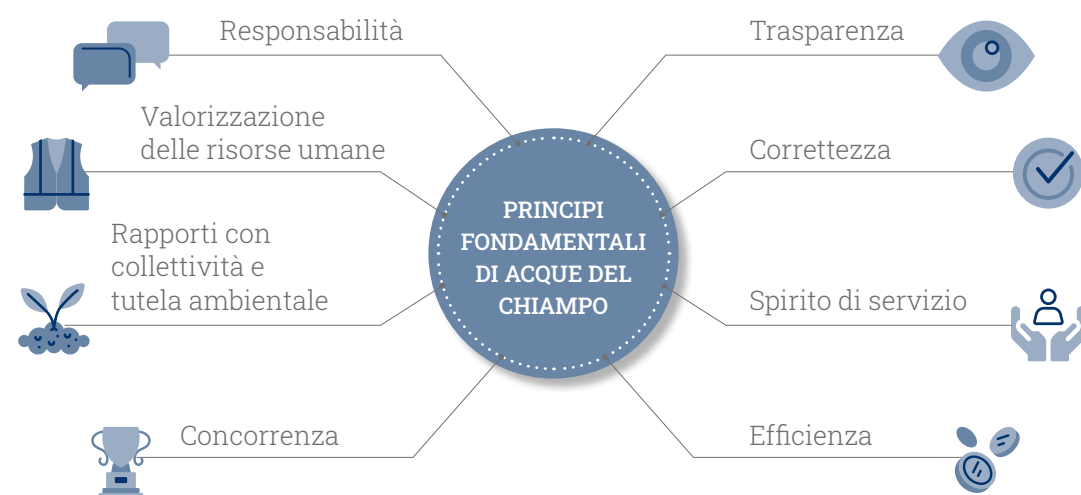 Responsabilità
Trasparenza
Valorizzazione
delle risorse umane
Correttezza
PRINCIPI
FONDAMENTALI
DI ACQUE DEL
CHIAMPO
Rapporti con
collettività e
tutela ambientale
Spirito di servizio
Concorrenza
Efficienza